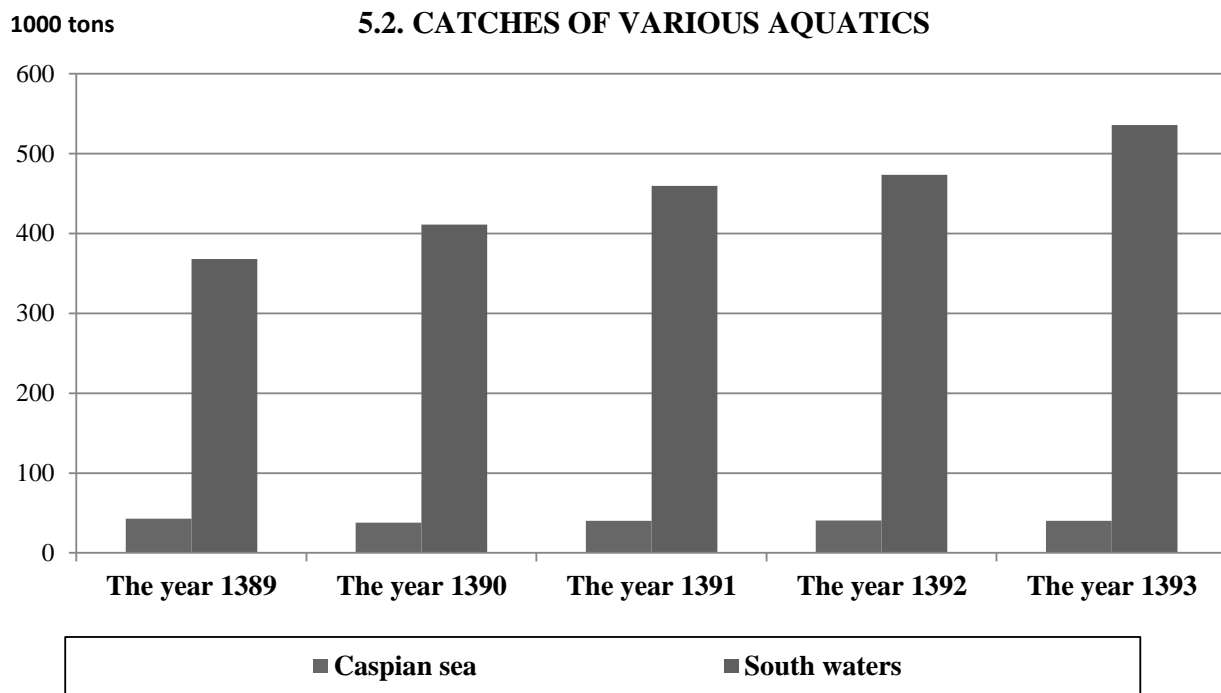 1000 tons
5.2. CATCHES OF VARIOUS AQUATICS
600
500
400
300
200
100
0
The year 1389 The year 1390 The year 1391 The year 1392 The year 1393
Caspian sea South waters